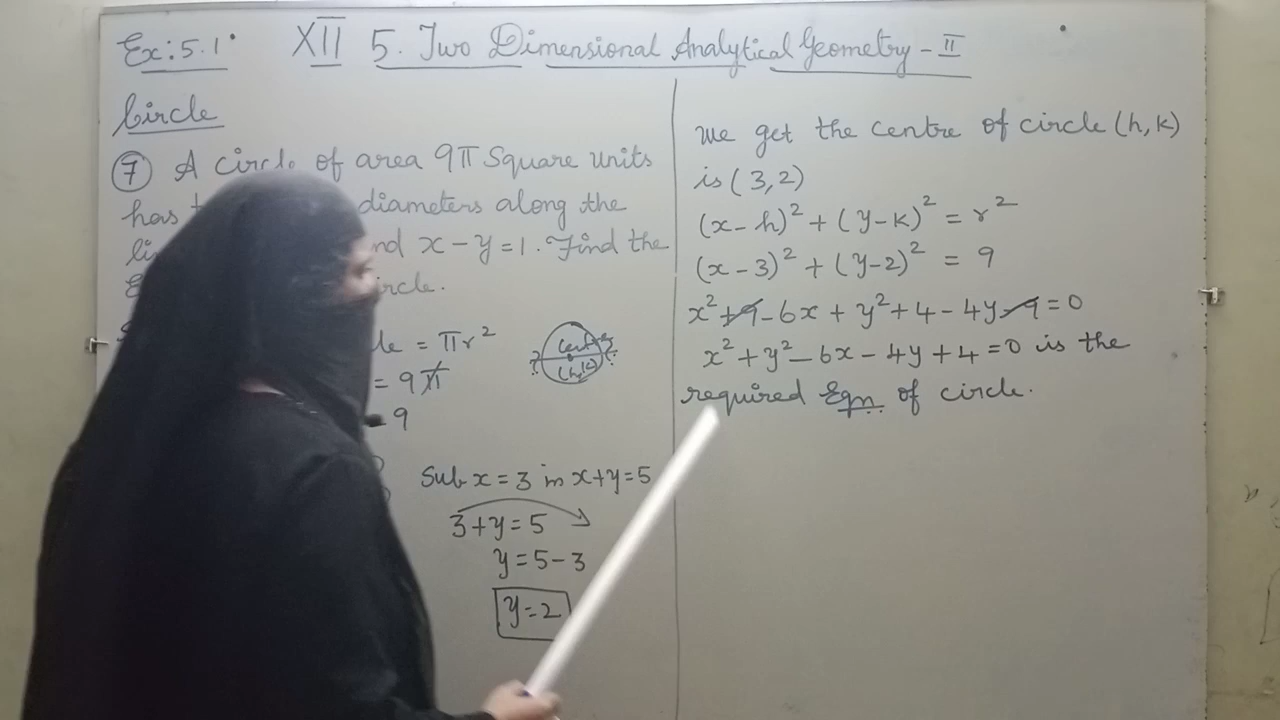 Ex: 5.1 XII 5. Two Dimensional Analytical Geometry - II
Circle
7 A circle of area 9π Square units
has diameters along the
x - y = 1. Find the
= πr²
= 9π
= 9
centre
(h,k)
Sub x = 3 in x+y=5
3+y = 5
y = 5-3
y = 2
We get the centre of circle (h, k)
is (3, 2)
(x - h)² + (y - k)² = r²
(x - 3)² + (y-2)² = 9
x² + 9 - 6x + y² + 4 - 4y - 9 = 0
x² + y² - 6x - 4y + 4 = 0 is the
required Eqn. of circle.